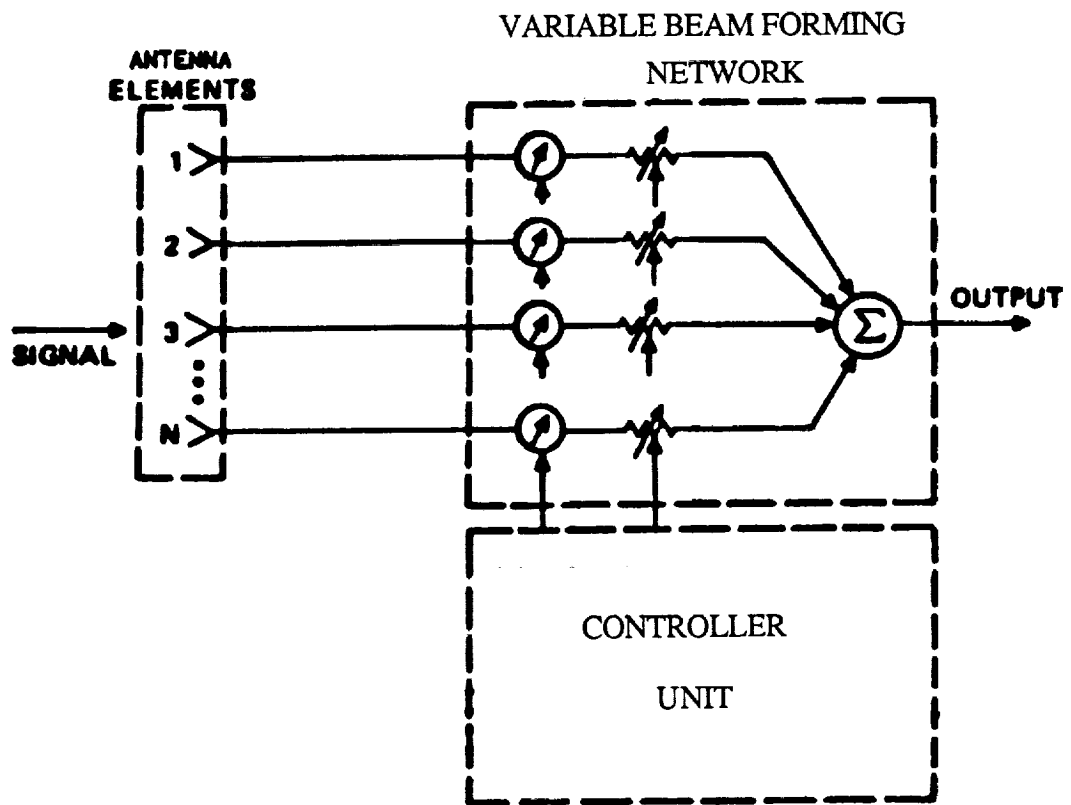 VARIABLE BEAM FORMING
NETWORK
ANTENNA
ELEMENTS
1
2
3
N
SIGNAL
Σ
OUTPUT
CONTROLLER
UNIT